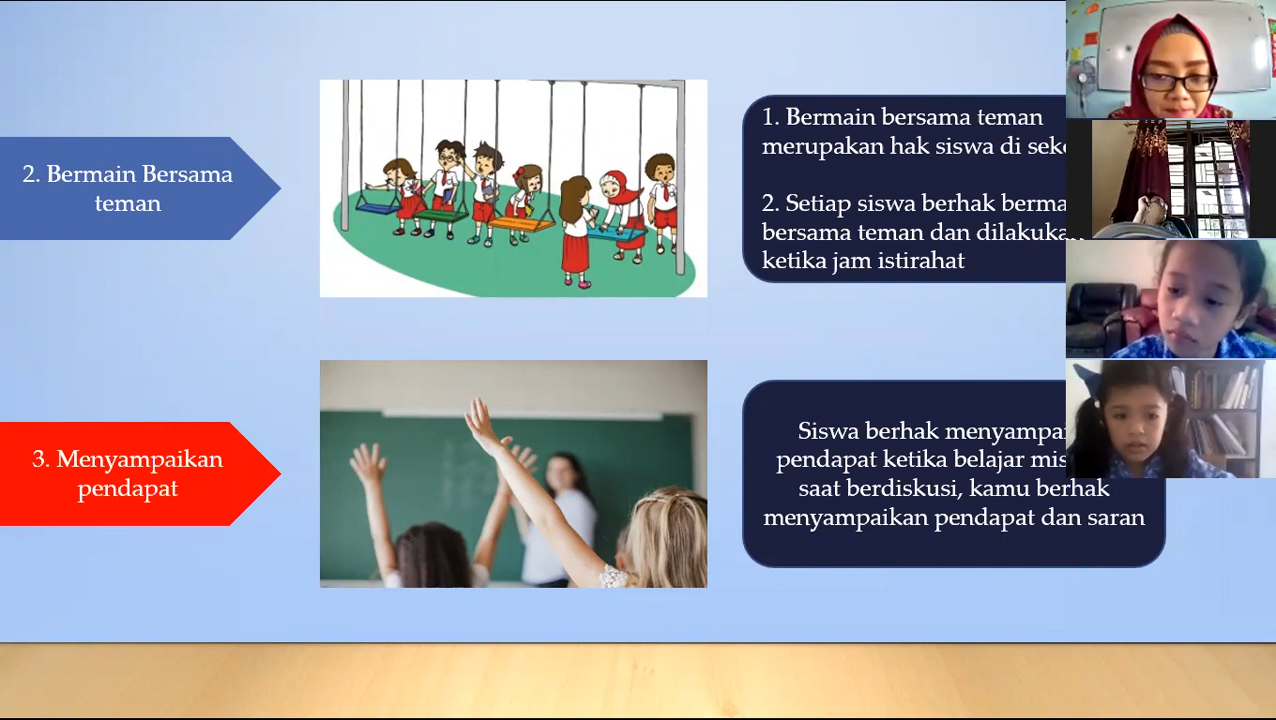 2. Bermain Bersama
teman
1. Bermain bersama teman
merupakan hak siswa di
2. Setiap siswa berhak
bersama teman dan
ketika jam istirahat
3. Menyampaikan
pendapat
Siswa berhak
pendapat ketika belajar
saat berdiskusi, kamu berhak
menyampaikan pendapat dan saran